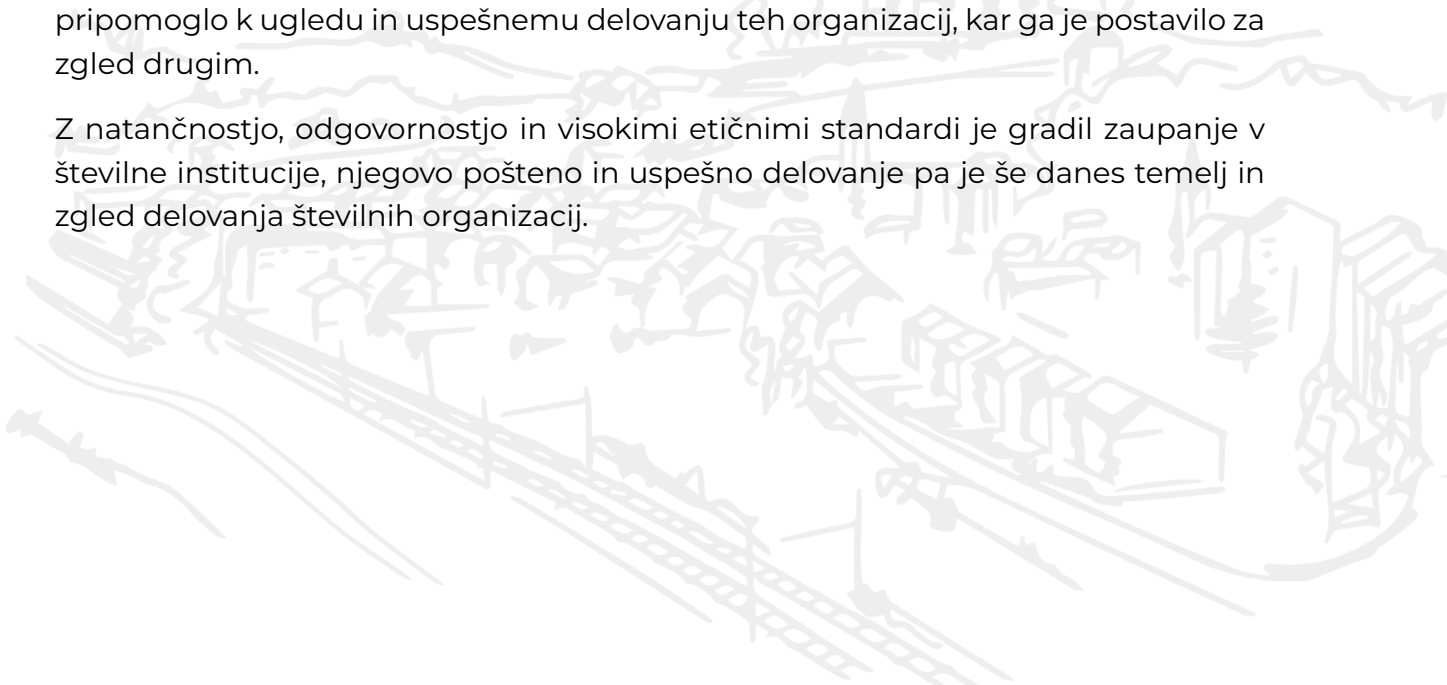 pripomoglo k ugledu in uspešnemu delovanju teh organizacij, kar ga je postavilo za
zgled drugim.
Z natančnostjo, odgovornostjo in visokimi etičnimi standardi je gradil zaupanje v
številne institucije, njegovo pošteno in uspešno delovanje pa je še danes temelj in
zgled delovanja številnih organizacij.